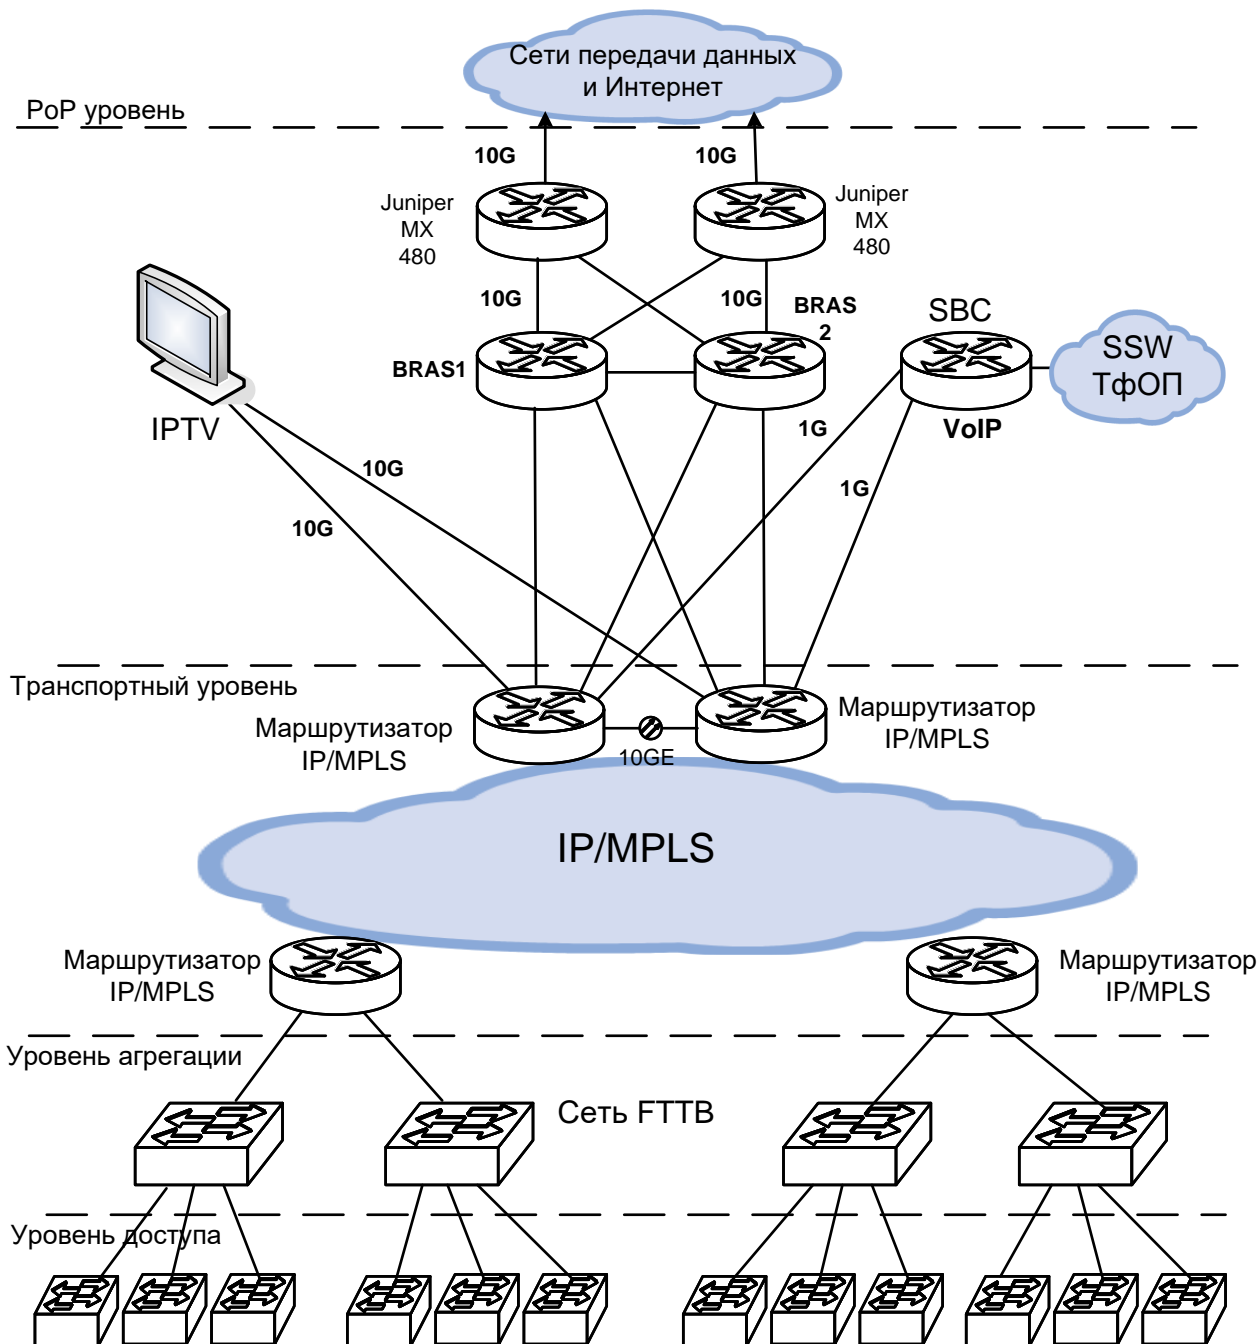 Сети передачи данных
и Интернет
PoP уровень
10G
10G
Juniper
MX
480
Juniper
MX
480
10G
10G
BRAS
2
SBC
BRAS1
SSW
ТфОП
IPTV
VoIP
1G
10G
1G
10G
Транспортный уровень
Маршрутизатор
IP/MPLS
10GE
Маршрутизатор
IP/MPLS
IP/MPLS
Маршрутизатор
IP/MPLS
Маршрутизатор
IP/MPLS
Уровень агрегации
Сеть FTTB
Уровень доступа